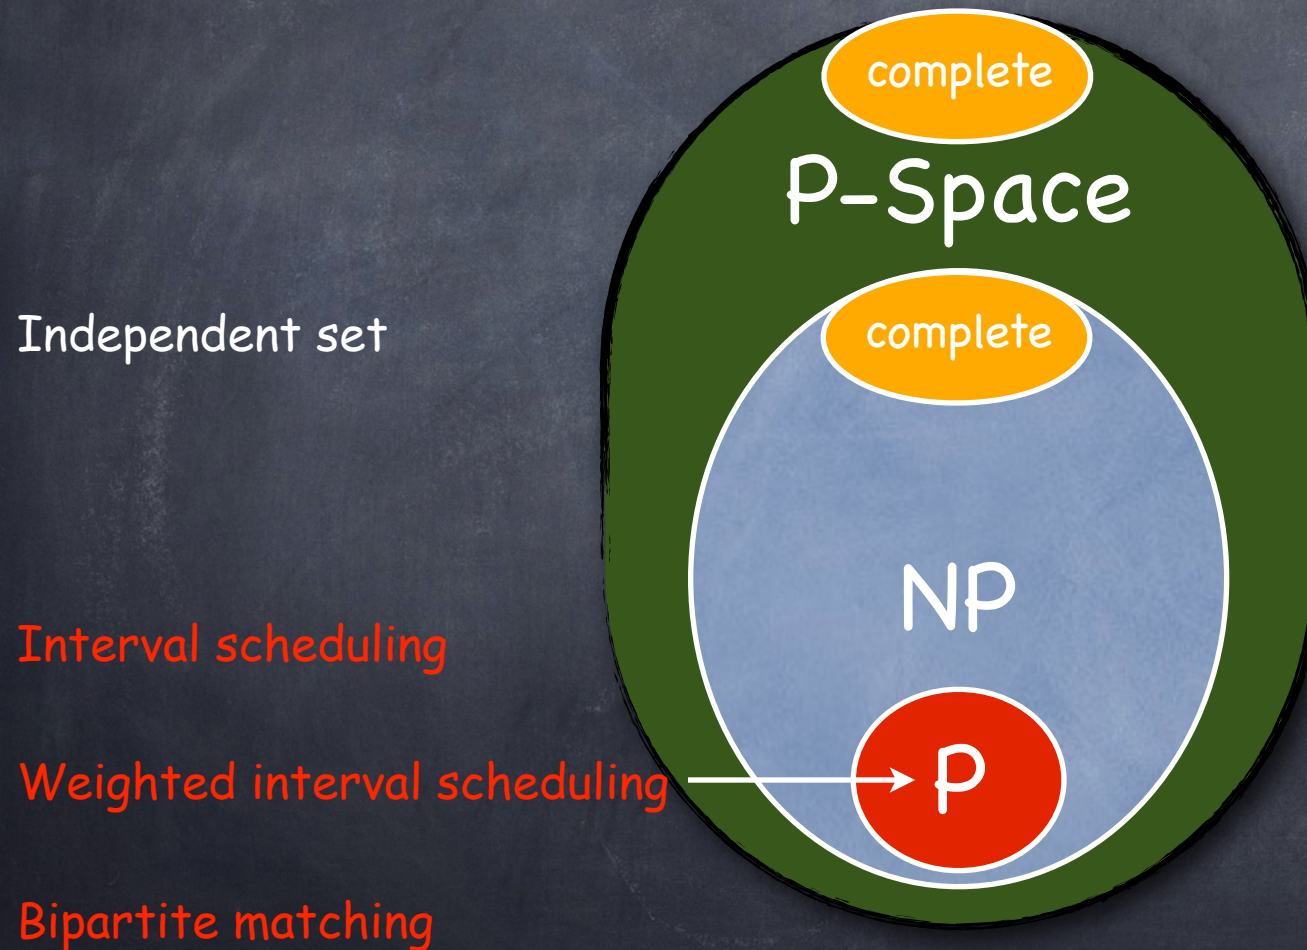 complete
P-Space
Independent set
complete
NP
Interval scheduling
Weighted interval scheduling
P
Bipartite matching